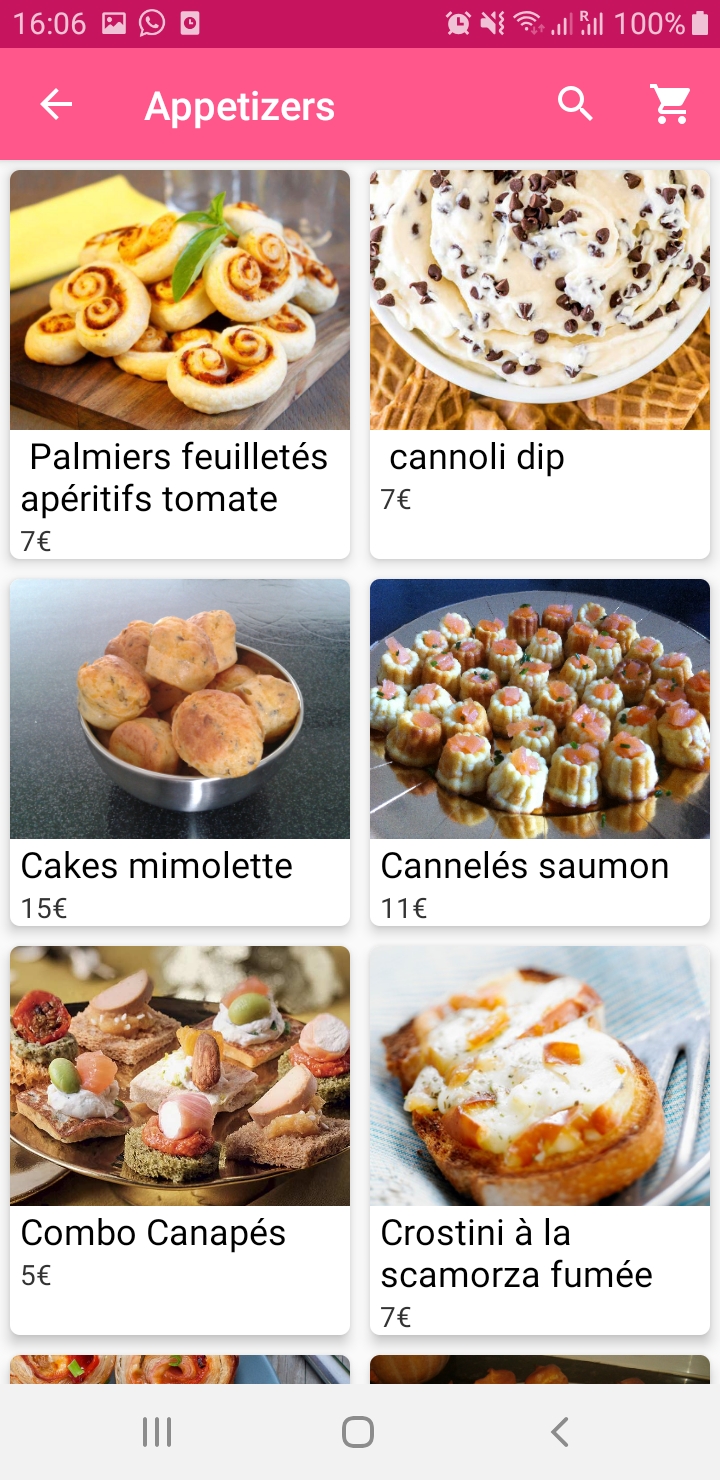 16:06
R
100%
Appetizers
Palmiers feuilletés
apéritifs tomate
7€
cannoli dip
7€
Cakes mimolette
15€
Cannelés saumon
11€
Combo Canapés
5€
Crostini à la
scamorza fumée
7€